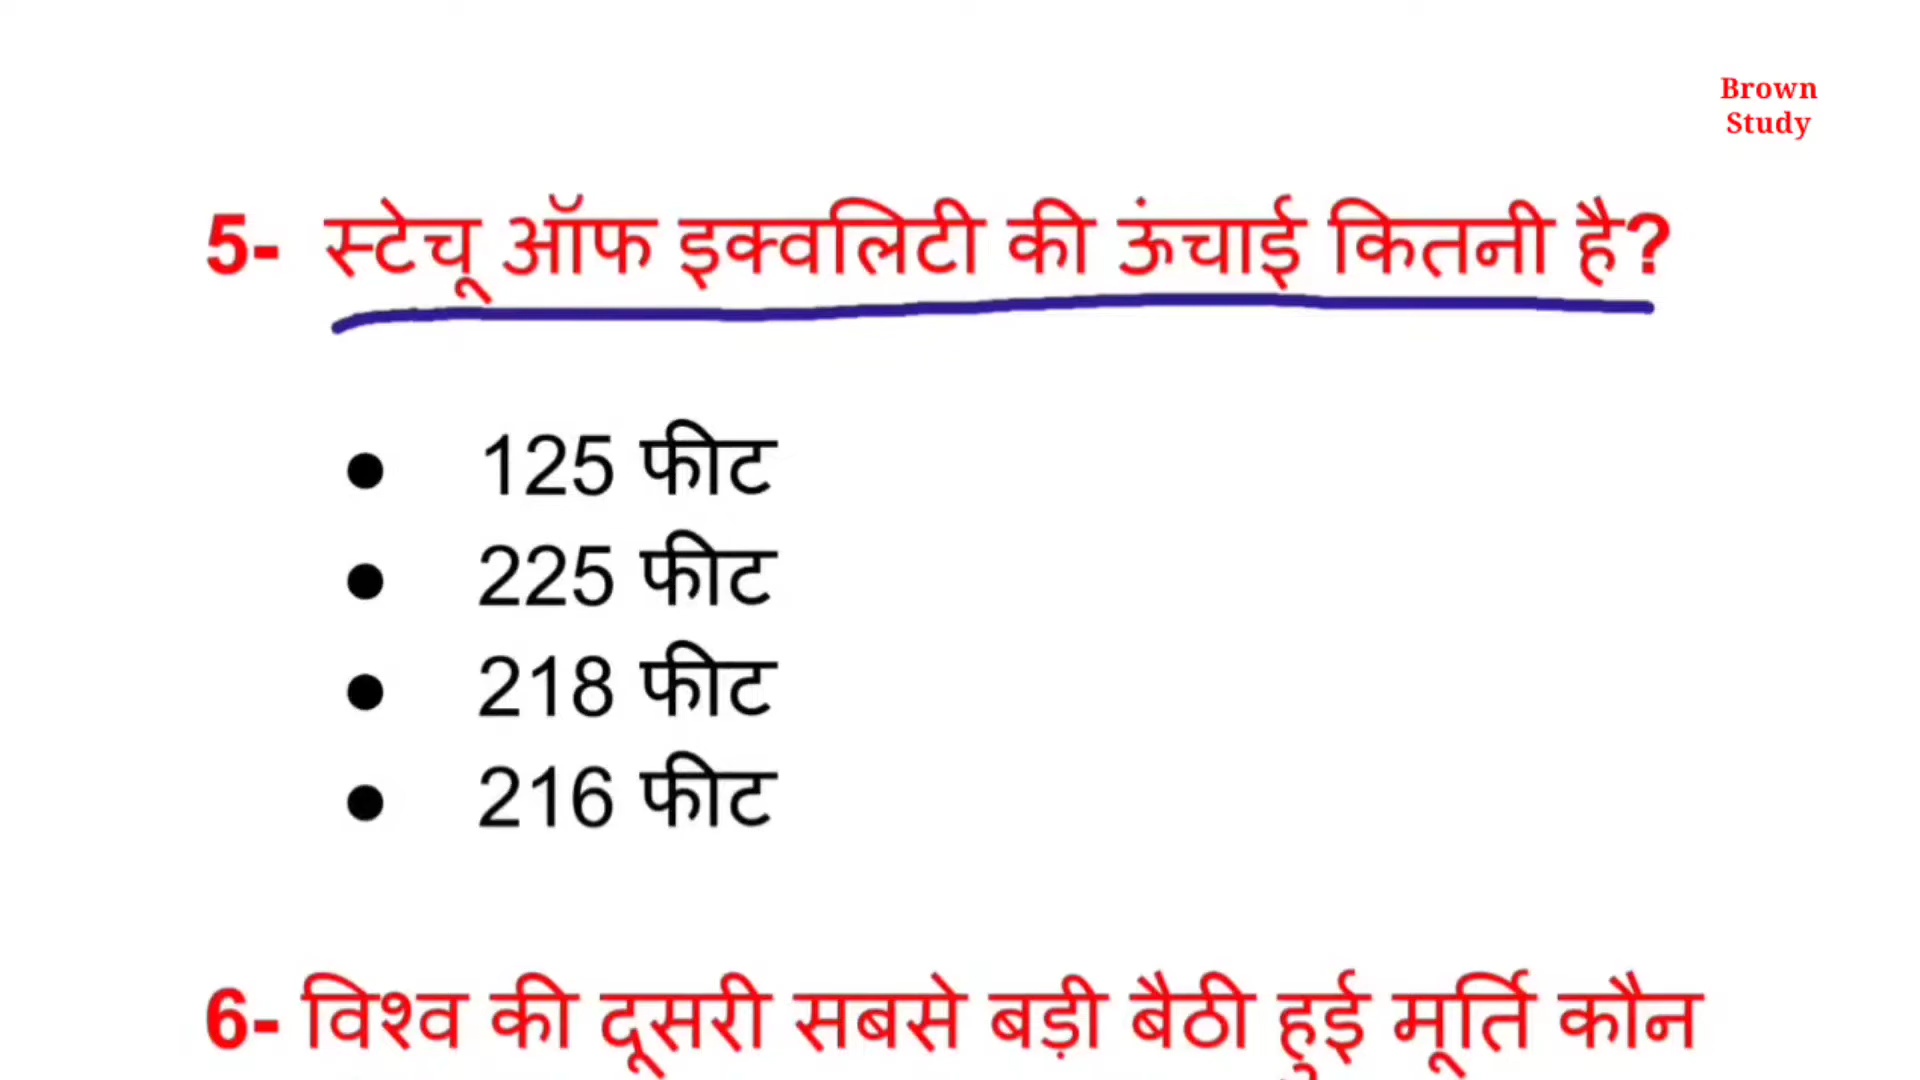 Brown
Study
5- स्टेचू ऑफ इक्वलिटी की ऊंचाई कितनी है?
● 125 फीट
● 225 फीट
● 218 फीट
● 216 फीट
6- विश्व की दूसरी सबसे बड़ी बैठी हुई मूर्ति कौन